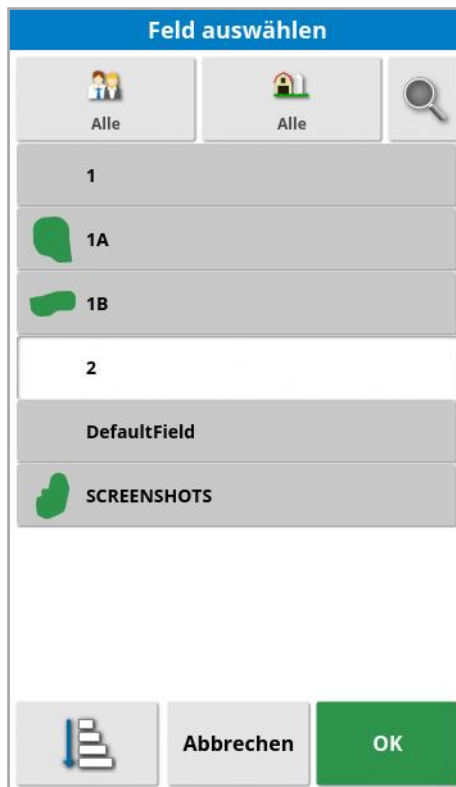 Feld auswählen
Alle
Alle
1
1A
1B
2
DefaultField
SCREENSHOTS
Abbrechen
OK